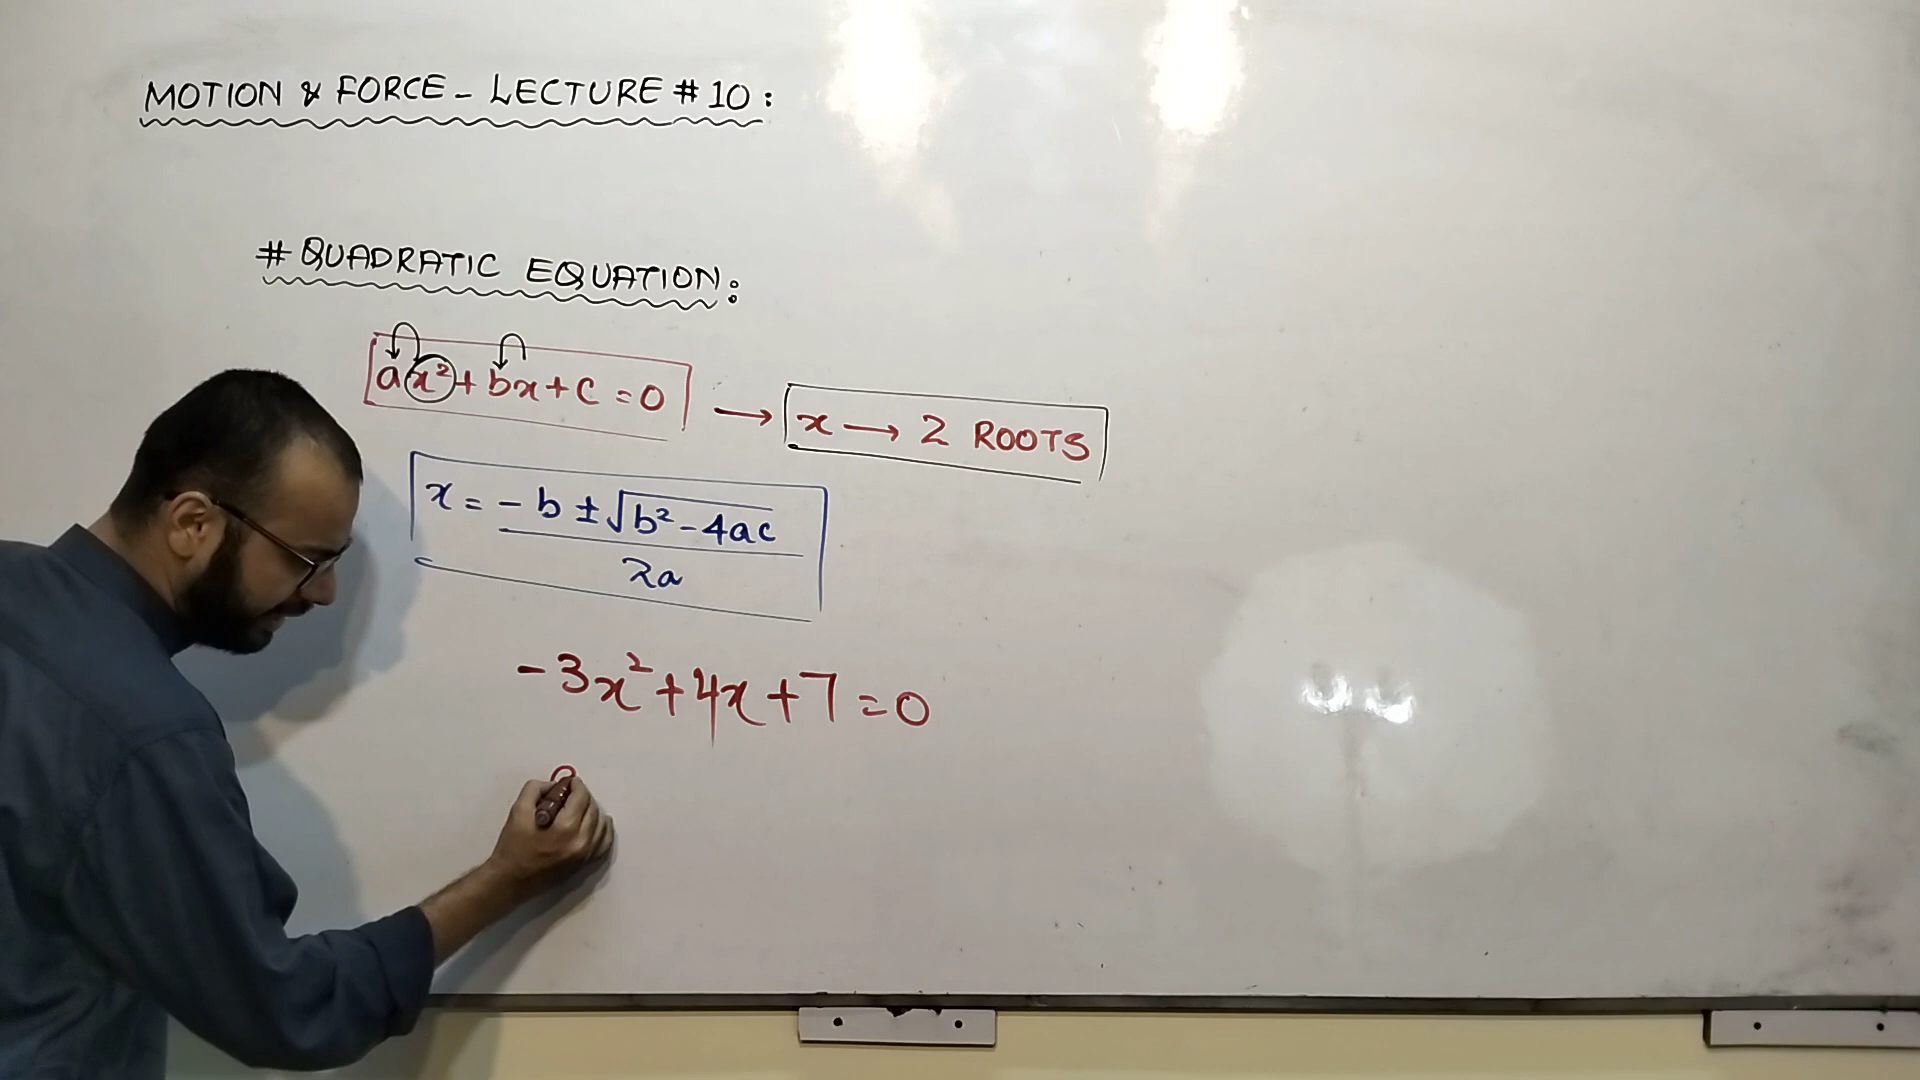 MOTION & FORCE - LECTURE # 10 :
# QUADRATIC EQUATION :
ax² + bx + c = 0 → x → 2 ROOTS
x = -b ± √b² - 4ac / 2a
-3x² + 4x + 7 = 0